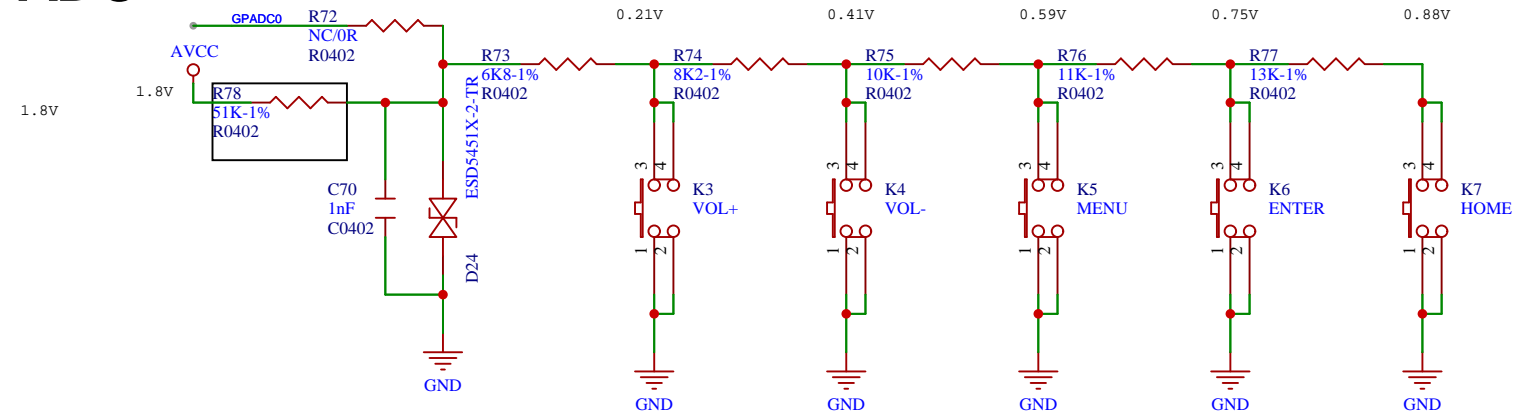 GPADC0
R72
NC/0R
R0402
0.21V
0.41V
0.59V
0.75V
0.88V
AVCC
1.8V
1.8V
R78
51K-1%
R0402
R73
6K8-1%
R0402
R74
8K2-1%
R0402
R75
10K-1%
R0402
R76
11K-1%
R0402
R77
13K-1%
R0402
ESD5451X-2-TR
D24
C70
1nF
C0402
GND
3
4
K3
VOL+
1
2
GND
3
4
K4
VOL-
1
2
GND
3
4
K5
MENU
1
2
GND
3
4
K6
ENTER
1
2
GND
3
4
K7
HOME
1
2
GND